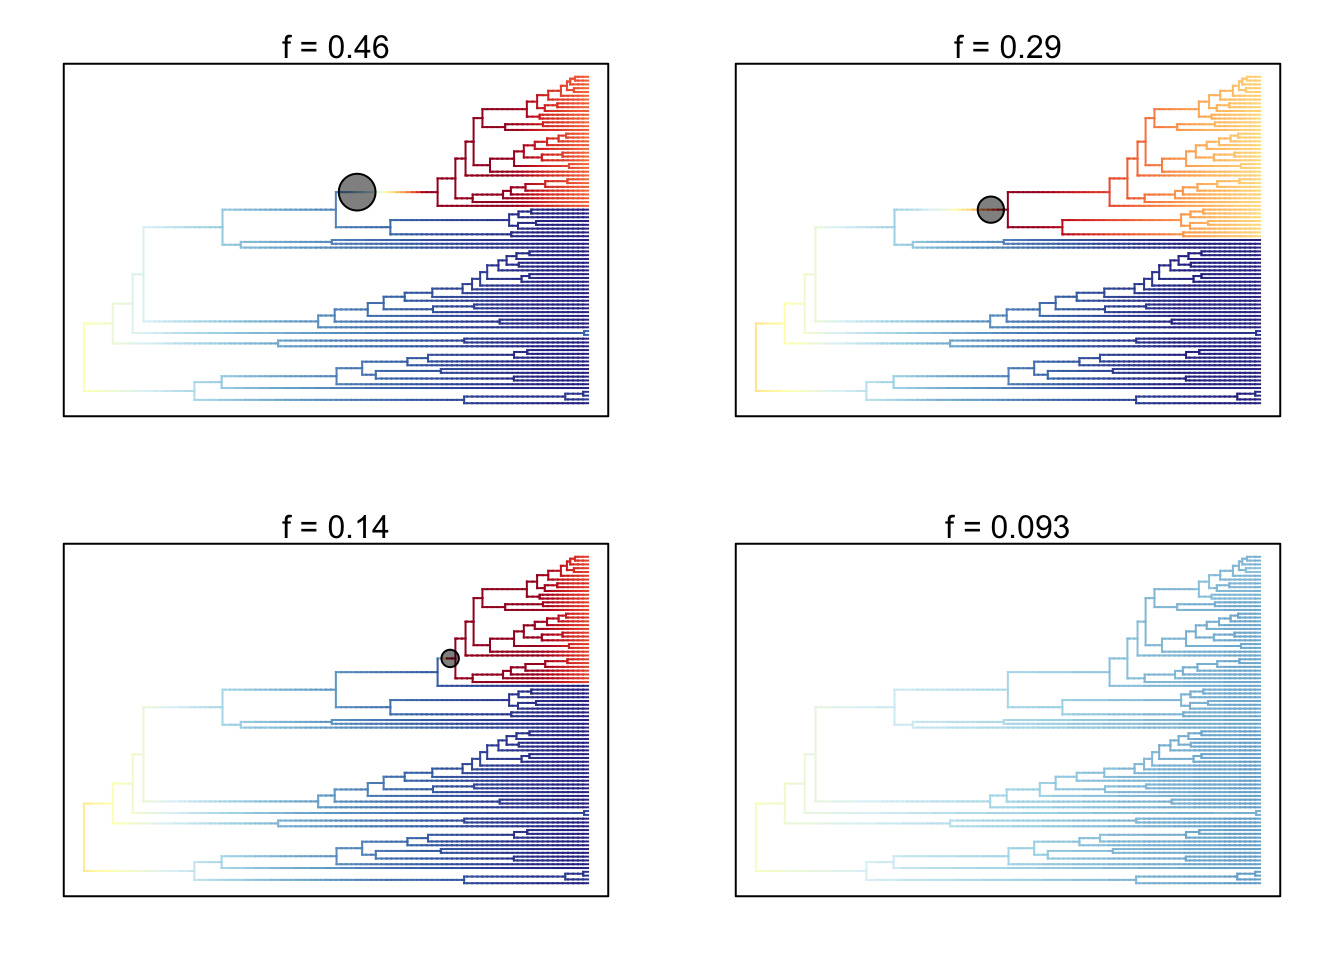 f = 0.46
f = 0.29
f = 0.14
f = 0.093